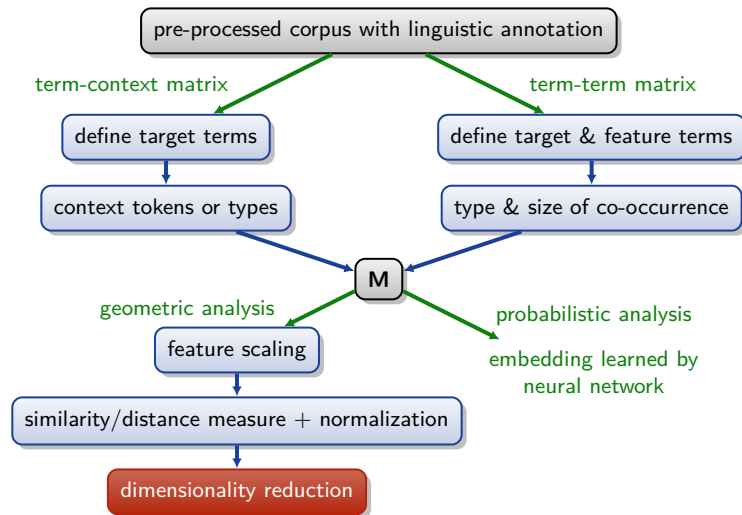 pre-processed corpus with linguistic annotation
term-context matrix
term-term matrix
define target terms
define target & feature terms
context tokens or types
type & size of co-occurrence
M
geometric analysis
probabilistic analysis
feature scaling
embedding learned by
neural network
similarity/distance measure + normalization
dimensionality reduction